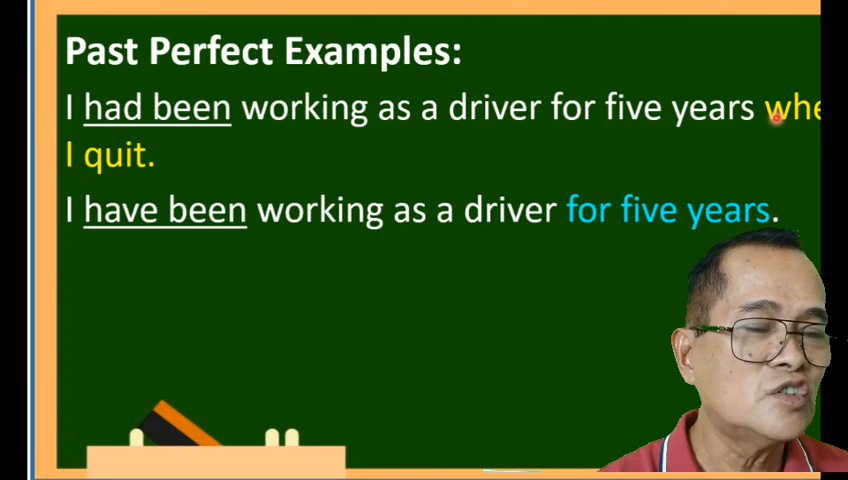 Past Perfect Examples:
I had been working as a driver for five years whe
I quit.
I have been working as a driver for five years.